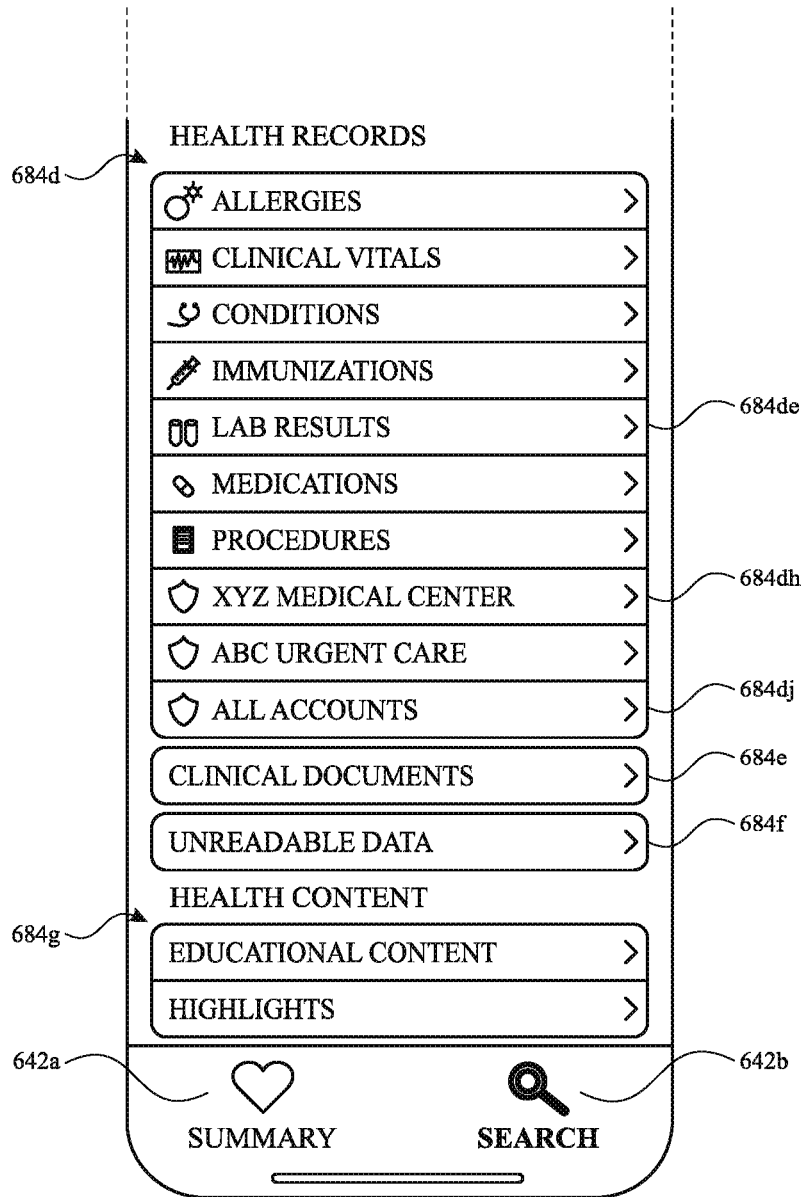 HEALTH RECORDS
684d
ALLERGIES
CLINICAL VITALS
CONDITIONS
IMMUNIZATIONS
LAB RESULTS
684de
MEDICATIONS
PROCEDURES
XYZ MEDICAL CENTER
684dh
ABC URGENT CARE
ALL ACCOUNTS
684dj
CLINICAL DOCUMENTS
684e
UNREADABLE DATA
684f
HEALTH CONTENT
684g
EDUCATIONAL CONTENT
HIGHLIGHTS
642a
642b
SUMMARY
SEARCH